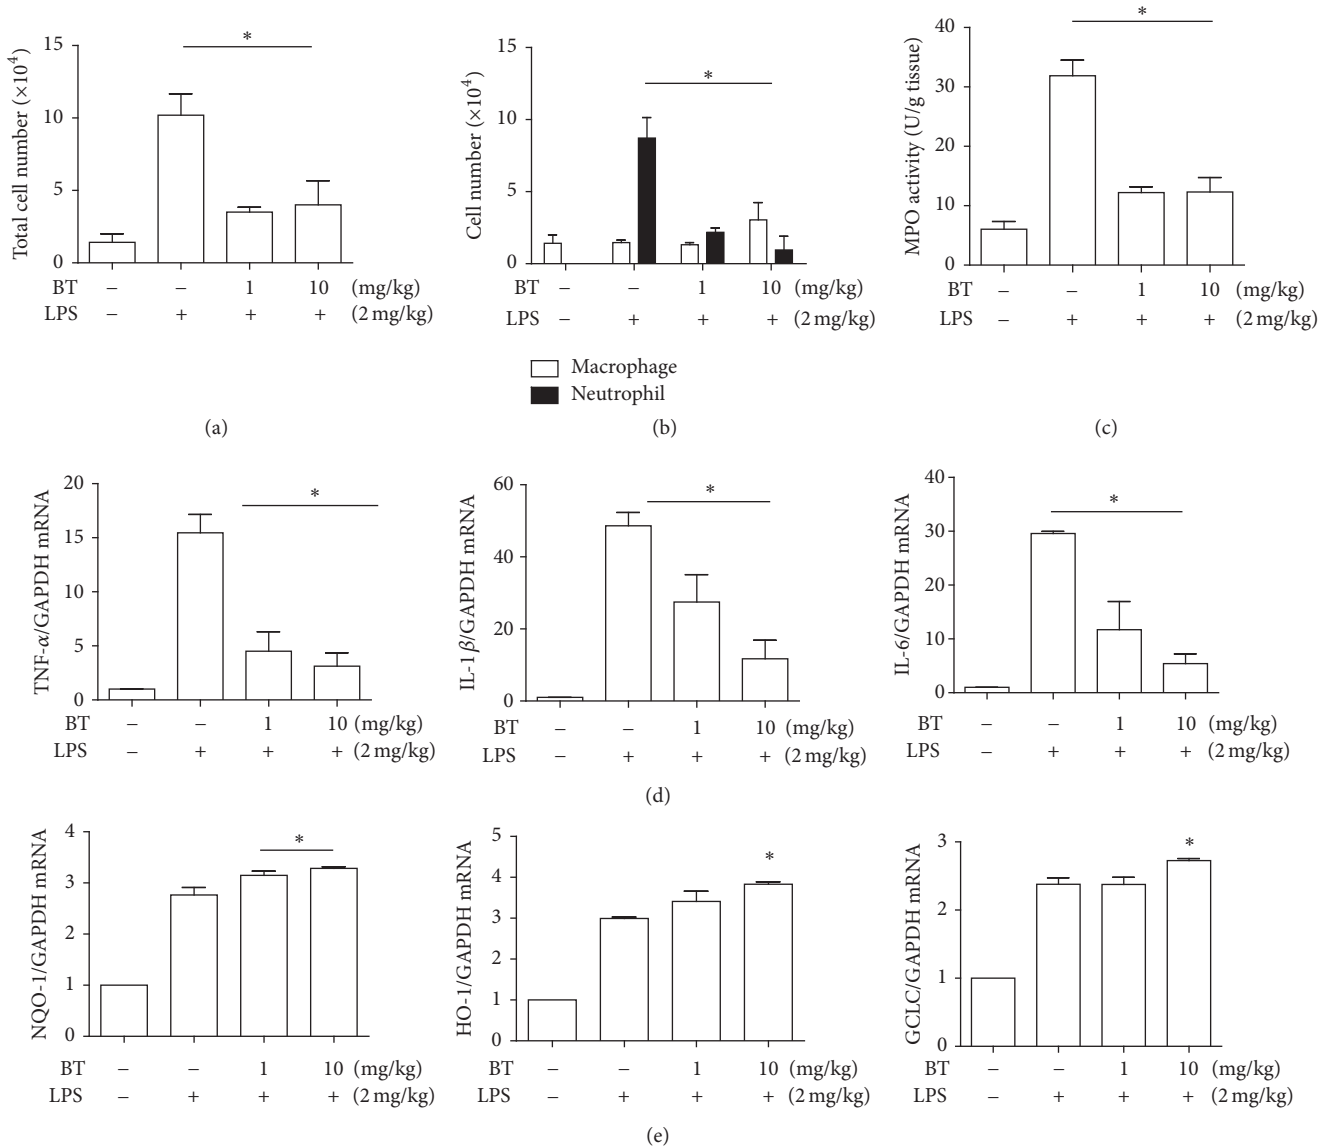 Total cell number (×10⁴)
15
10
5
0
*
BT – – 1 10 (mg/kg)
LPS – + + + (2 mg/kg)
(a)
Cell number (×10⁴)
15
10
5
0
*
BT – – 1 10 (mg/kg)
LPS – + + + (2 mg/kg)
Macrophage
Neutrophil
(b)
MPO activity (U/g tissue)
40
30
20
10
0
*
BT – – 1 10 (mg/kg)
LPS – + + + (2 mg/kg)
(c)
TNF-α/GAPDH mRNA
20
15
10
5
0
*
BT – – 1 10 (mg/kg)
LPS – + + + (2 mg/kg)
IL-1β/GAPDH mRNA
60
40
20
0
*
BT – – 1 10 (mg/kg)
LPS – + + + (2 mg/kg)
IL-6/GAPDH mRNA
40
30
20
10
0
*
BT – – 1 10 (mg/kg)
LPS – + + + (2 mg/kg)
(d)
NQO-1/GAPDH mRNA
4
3
2
1
0
*
BT – – 1 10 (mg/kg)
LPS – + + + (2 mg/kg)
HO-1/GAPDH mRNA
5
4
3
2
1
0
*
BT – – 1 10 (mg/kg)
LPS – + + + (2 mg/kg)
GCLC/GAPDH mRNA
3
2
1
0
*
BT – – 1 10 (mg/kg)
LPS – + + + (2 mg/kg)
(e)